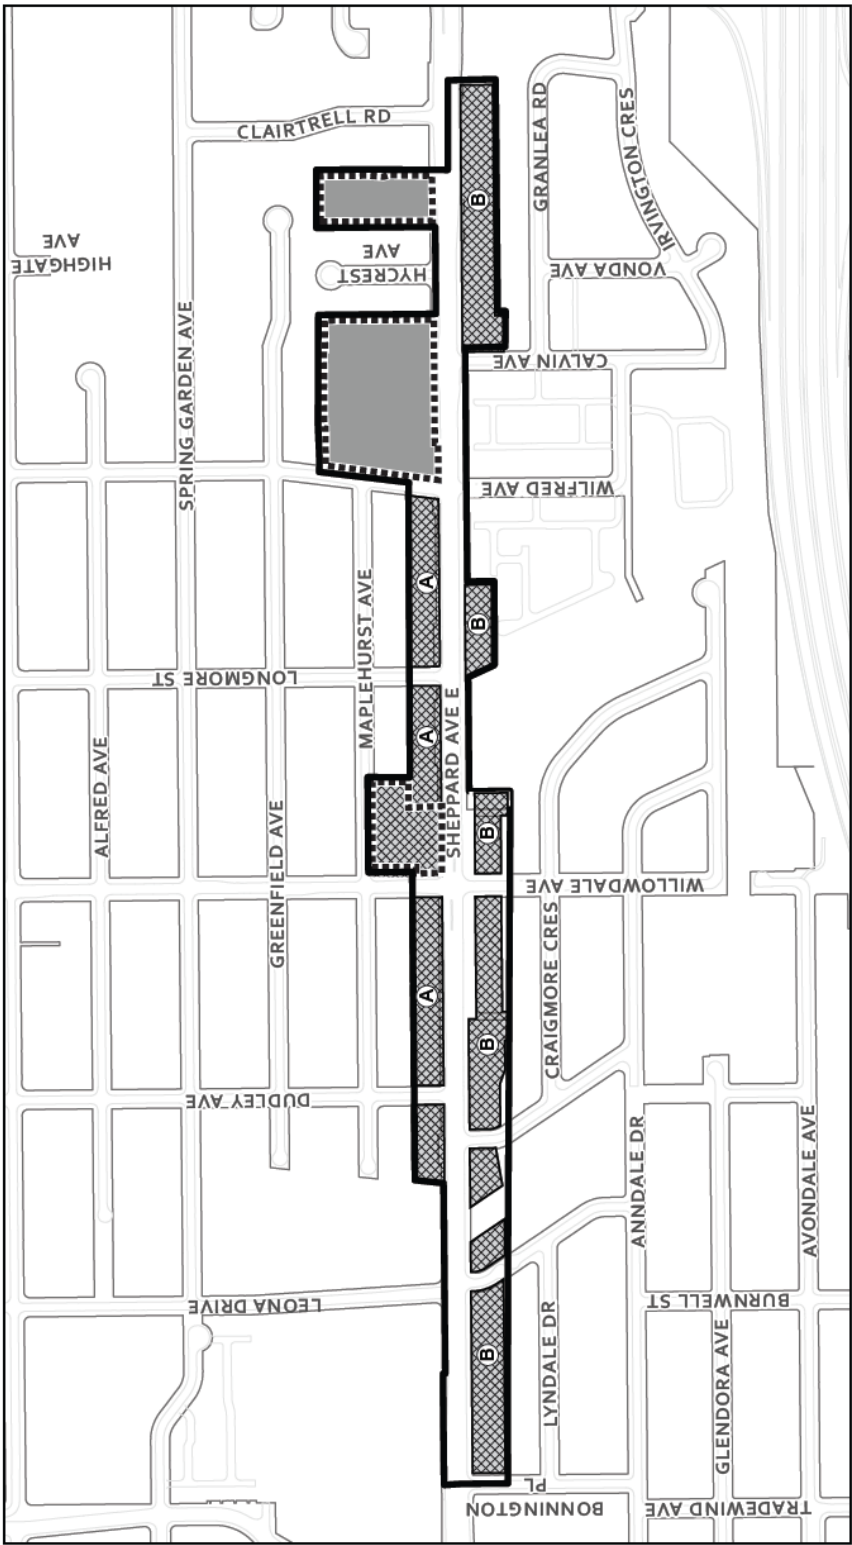 CLAIRTRELL RD
GRANLEA RD
IRVINGTON CRES
B
HIGHGATE
AVE
HYCREST
AVE
VONDA AVE
SPRING GARDEN AVE
CALVIN AVE
WILFRED AVE
A
B
MAPLEHURST AVE
LONGMORE ST
A
SHEPPARD AVE E
ALFRED AVE
GREENFIELD AVE
B
WILLOWDALE AVE
CRAIGMORE CRES
A
B
DUDLEY AVE
ANNDALE DR
AVONDALE AVE
LEONA DRIVE
BURNWELL ST
B
LYNDALE DR
GLENDORA AVE
BONNINGTON
PL
TRADEWIND AVE